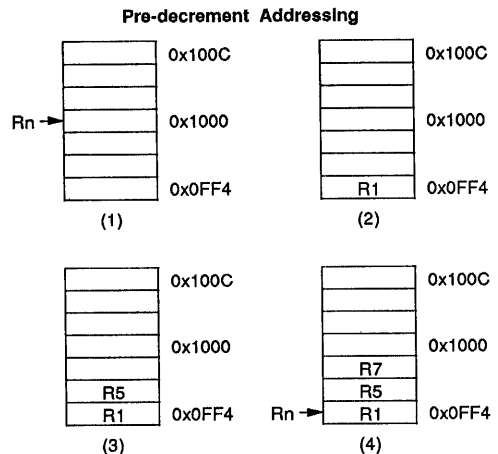 Pre-decrement Addressing
0x100C
Rn
0x1000
0x0FF4
(1)
0x100C
0x1000
R1
0x0FF4
(2)
0x100C
0x1000
R5
R1
0x0FF4
(3)
0x100C
0x1000
R7
R5
Rn
R1
0x0FF4
(4)